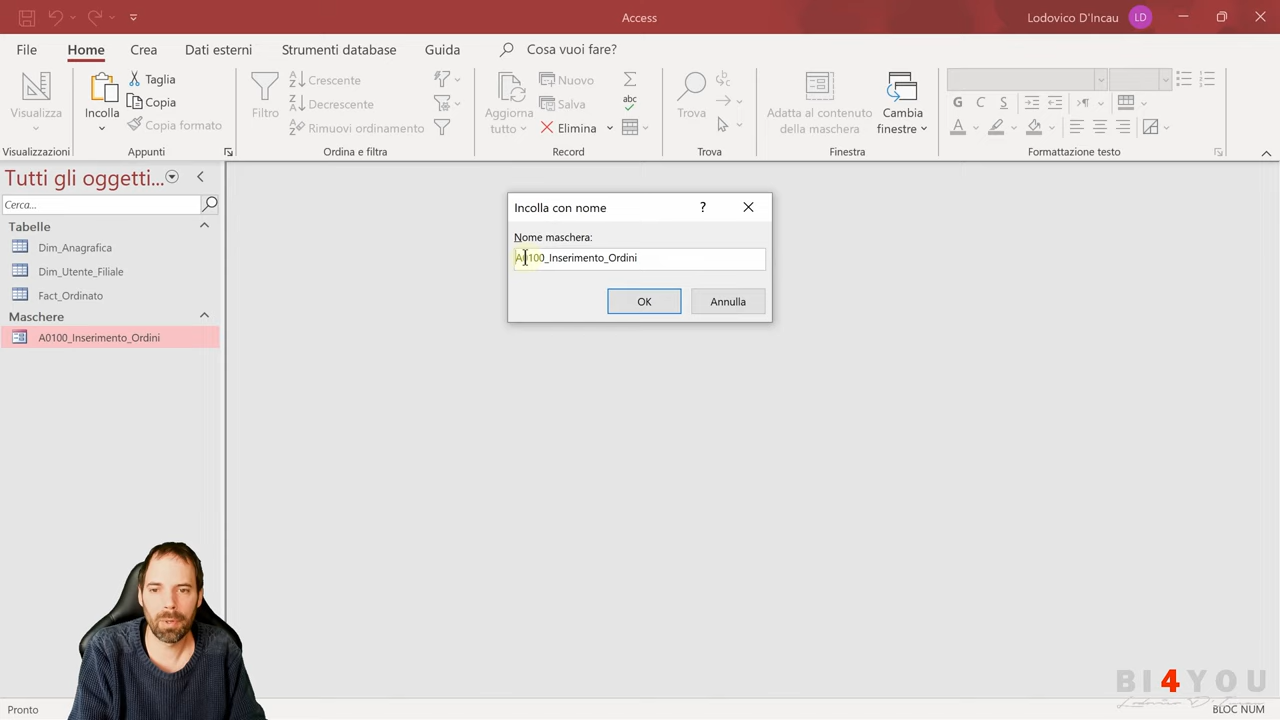 Access
Lodovico D'Incau
LD
File
Home
Crea
Dati esterni
Strumenti database
Guida
Cosa vuoi fare?
Visualizza
Visualizzazioni
Incolla
Taglia
Copia
Copia formato
Appunti
Filtro
Crescente
Decrescente
Rimuovi ordinamento
Ordina e filtra
Aggiorna
tutto
Nuovo
Salva
Elimina
Record
Trova
Trova
Adatta al contenuto
della maschera
Cambia
finestre
Finestra
G C S
A
Formattazione testo
Tutti gli oggetti...
Cerca...
Tabelle
Dim_Anagrafica
Dim_Utente_Filiale
Fact_Ordinato
Maschere
A0100_Inserimento_Ordini
Incolla con nome
?
Nome maschera:
A0100_Inserimento_Ordini
OK
Annulla
BI4YOU
Lodovico D'Incau
Pronto
BLOC NUM